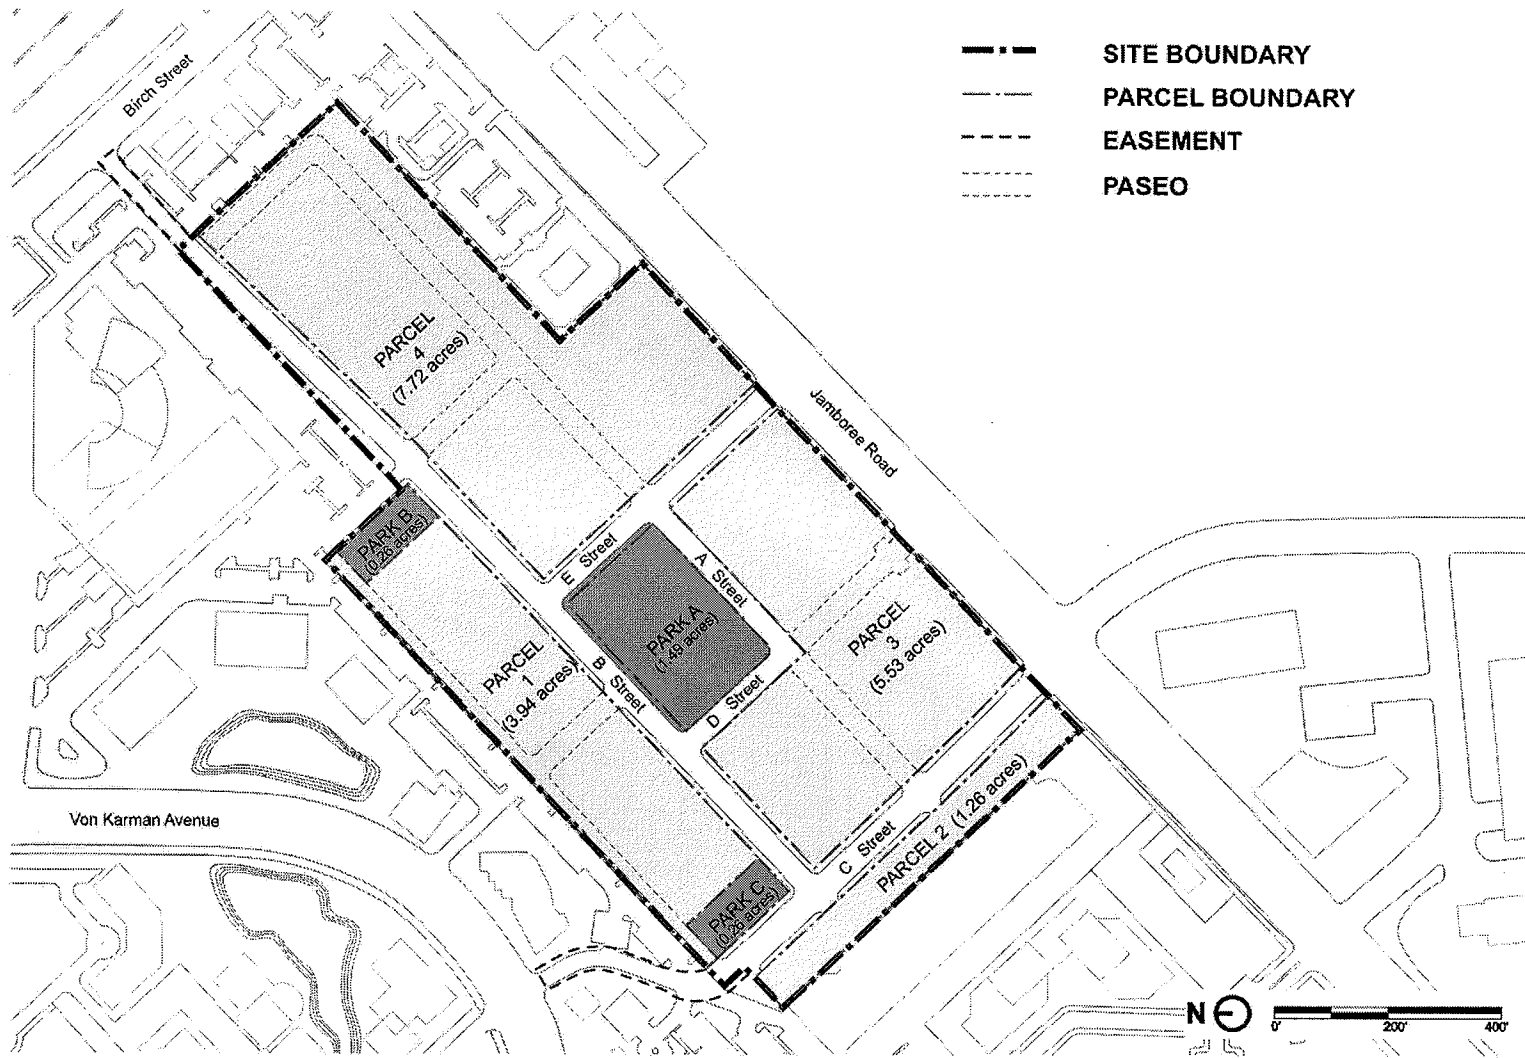 SITE BOUNDARY
PARCEL BOUNDARY
EASEMENT
PASEO
Birch Street
PARCEL
4
(7.72 acres)
Jamboree Road
PARK B
(0.26 acres)
E Street
A Street
PARK A
(1.49 acres)
PARCEL
3
(5.53 acres)
PARCEL
1
(3.94 acres)
B Street
D Street
Von Karman Avenue
C Street
PARCEL 2 (1.26 acres)
PARK C
(0.26 acres)
N
0' 200' 400'